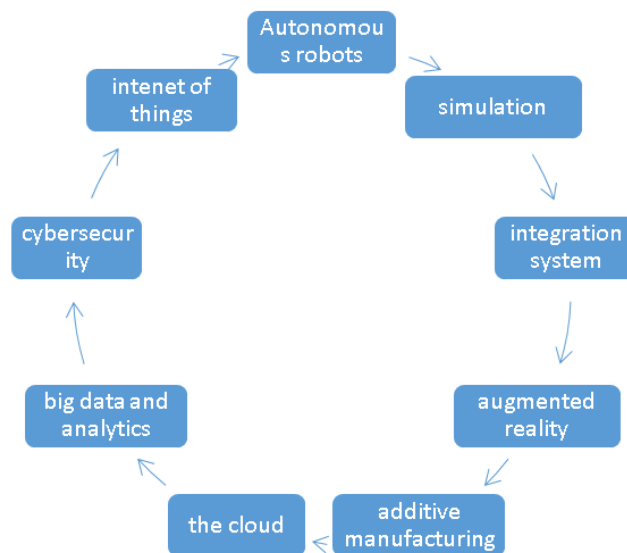 Autonomou
s robots
simulation
integration
system
augmented
reality
additive
manufacturing
the cloud
big data and
analytics
cybersecur
ity
intenet of
things